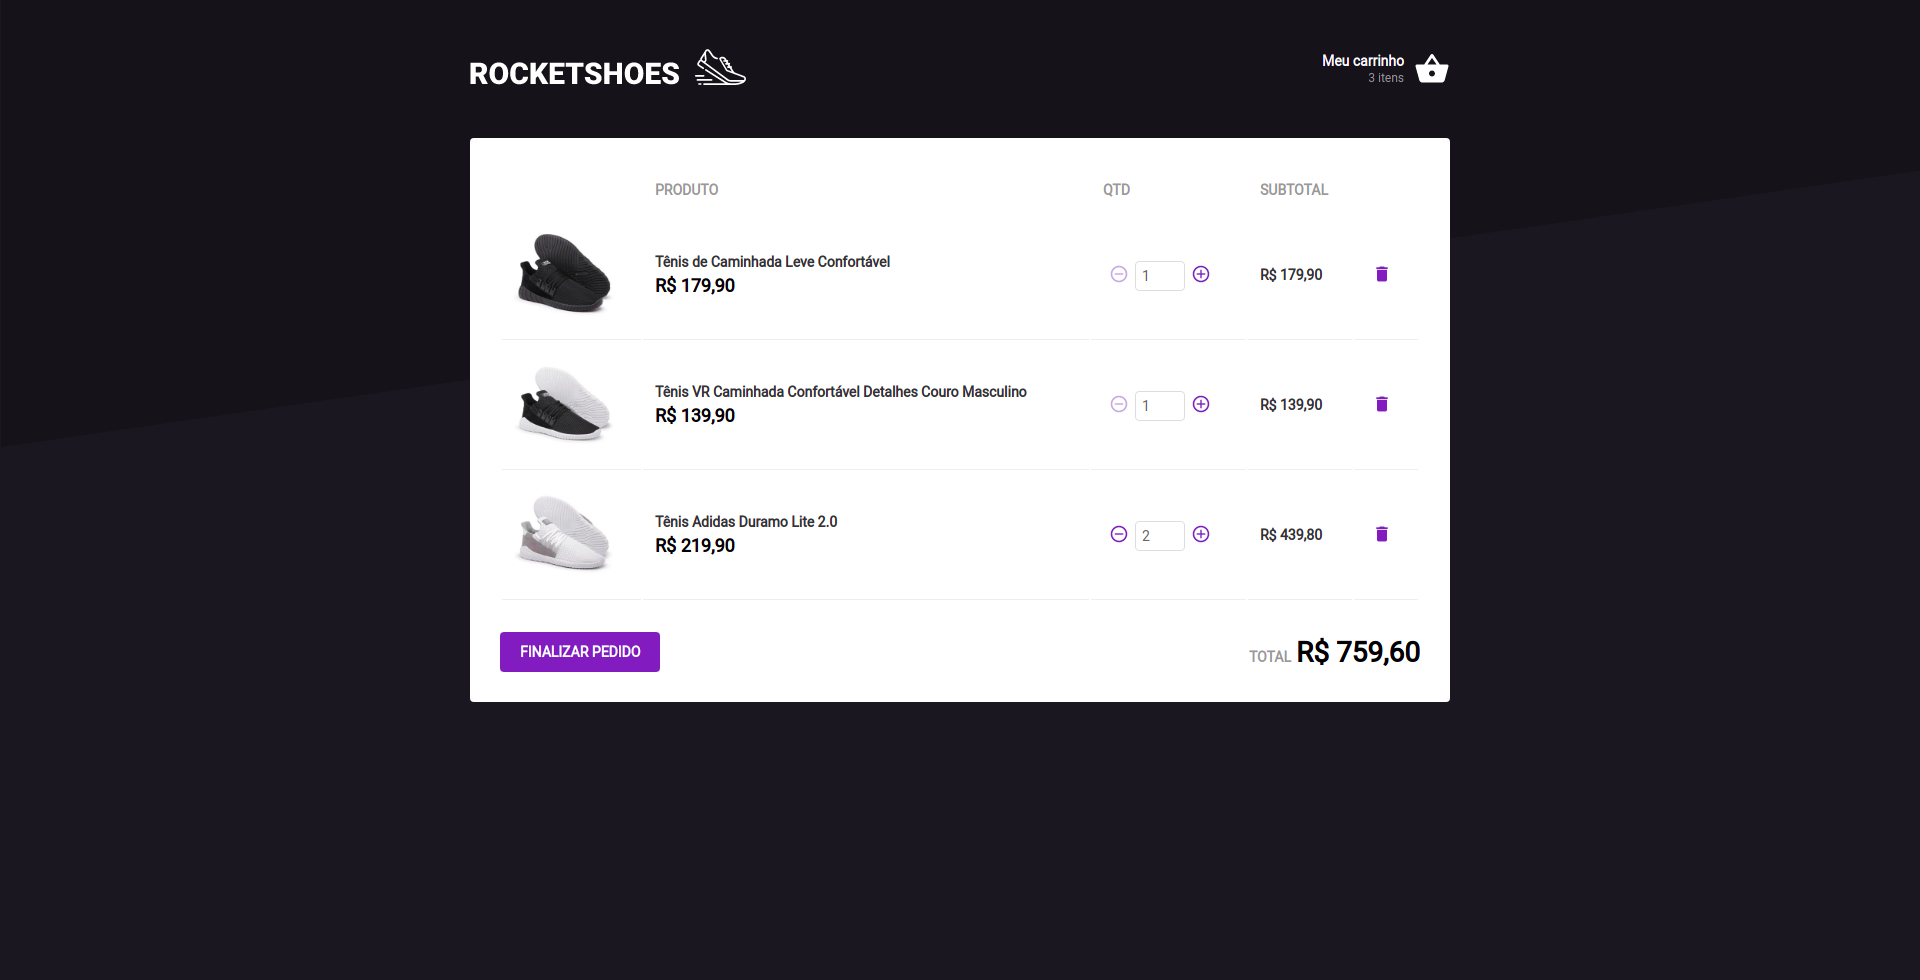 ROCKETSHOES
Meu carrinho
3 itens
PRODUTO QTD SUBTOTAL
Tênis de Caminhada Leve Confortável
R$ 179,90
1
R$ 179,90
Tênis VR Caminhada Confortável Detalhes Couro Masculino
R$ 139,90
1
R$ 139,90
Tênis Adidas Duramo Lite 2.0
R$ 219,90
2
R$ 439,80
FINALIZAR PEDIDO
TOTAL R$ 759,60